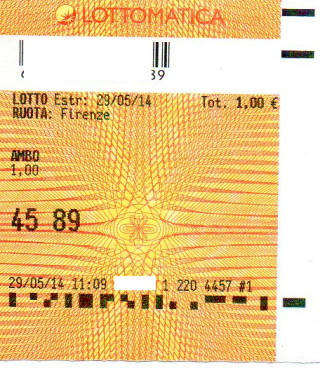 LOTTOMATICA
39
LOTTO Estr: 29/05/14 Tot. 1,00 €
RUOTA: Firenze
AMBO
1,00
45 89
29/05/14 11:09 1 220 4457 #1